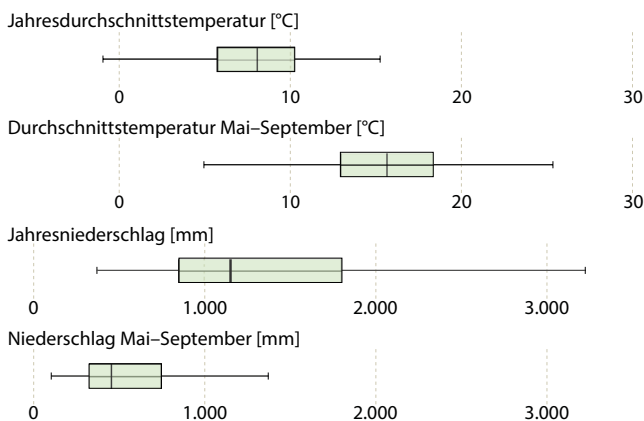 Jahresdurchschnittstemperatur [°C]
0 10 20 30
Durchschnittstemperatur Mai–September [°C]
0 10 20 30
Jahresniederschlag [mm]
0 1.000 2.000 3.000
Niederschlag Mai–September [mm]
0 1.000 2.000 3.000